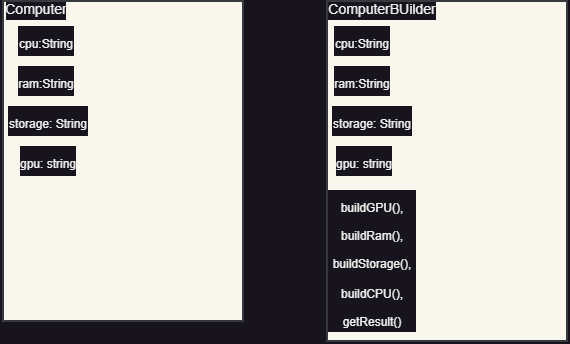 Computer
cpu:String
ram:String
storage: String
gpu: string
ComputerBUilder
cpu:String
ram:String
storage: String
gpu: string
buildGPU(),
buildRam(),
buildStorage(),
buildCPU(),
getResult()